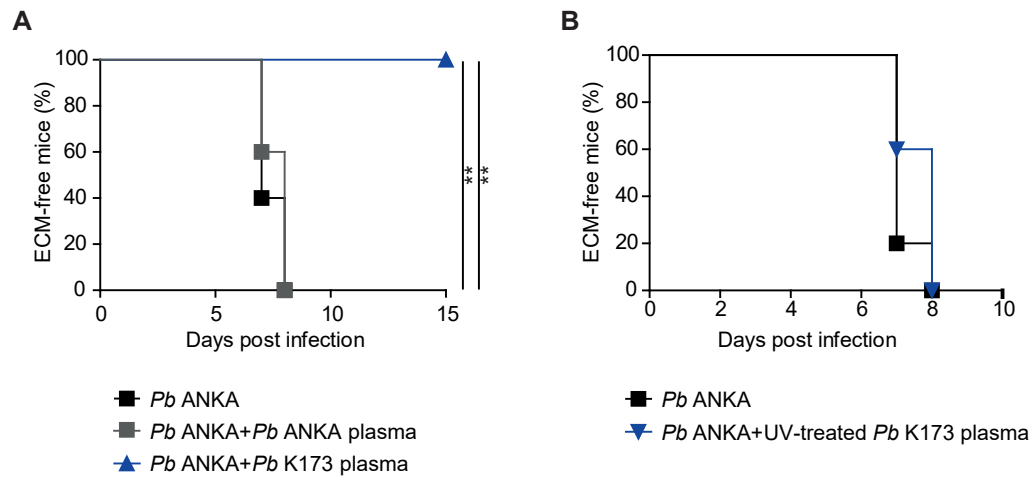 A
ECM-free mice (%)
100
80
60
40
20
0
0 5 10 15
Days post infection
**
**
Pb ANKA
Pb ANKA+Pb ANKA plasma
Pb ANKA+Pb K173 plasma
B
ECM-free mice (%)
100
80
60
40
20
0
0 2 4 6 8 10
Days post infection
Pb ANKA
Pb ANKA+UV-treated Pb K173 plasma